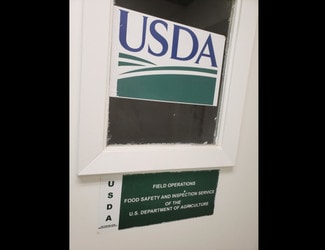 USDA
U
S
D
A
FIELD OPERATIONS
FOOD SAFETY AND INSPECTION SERVICE
OF THE
U.S. DEPARTMENT OF AGRICULTURE